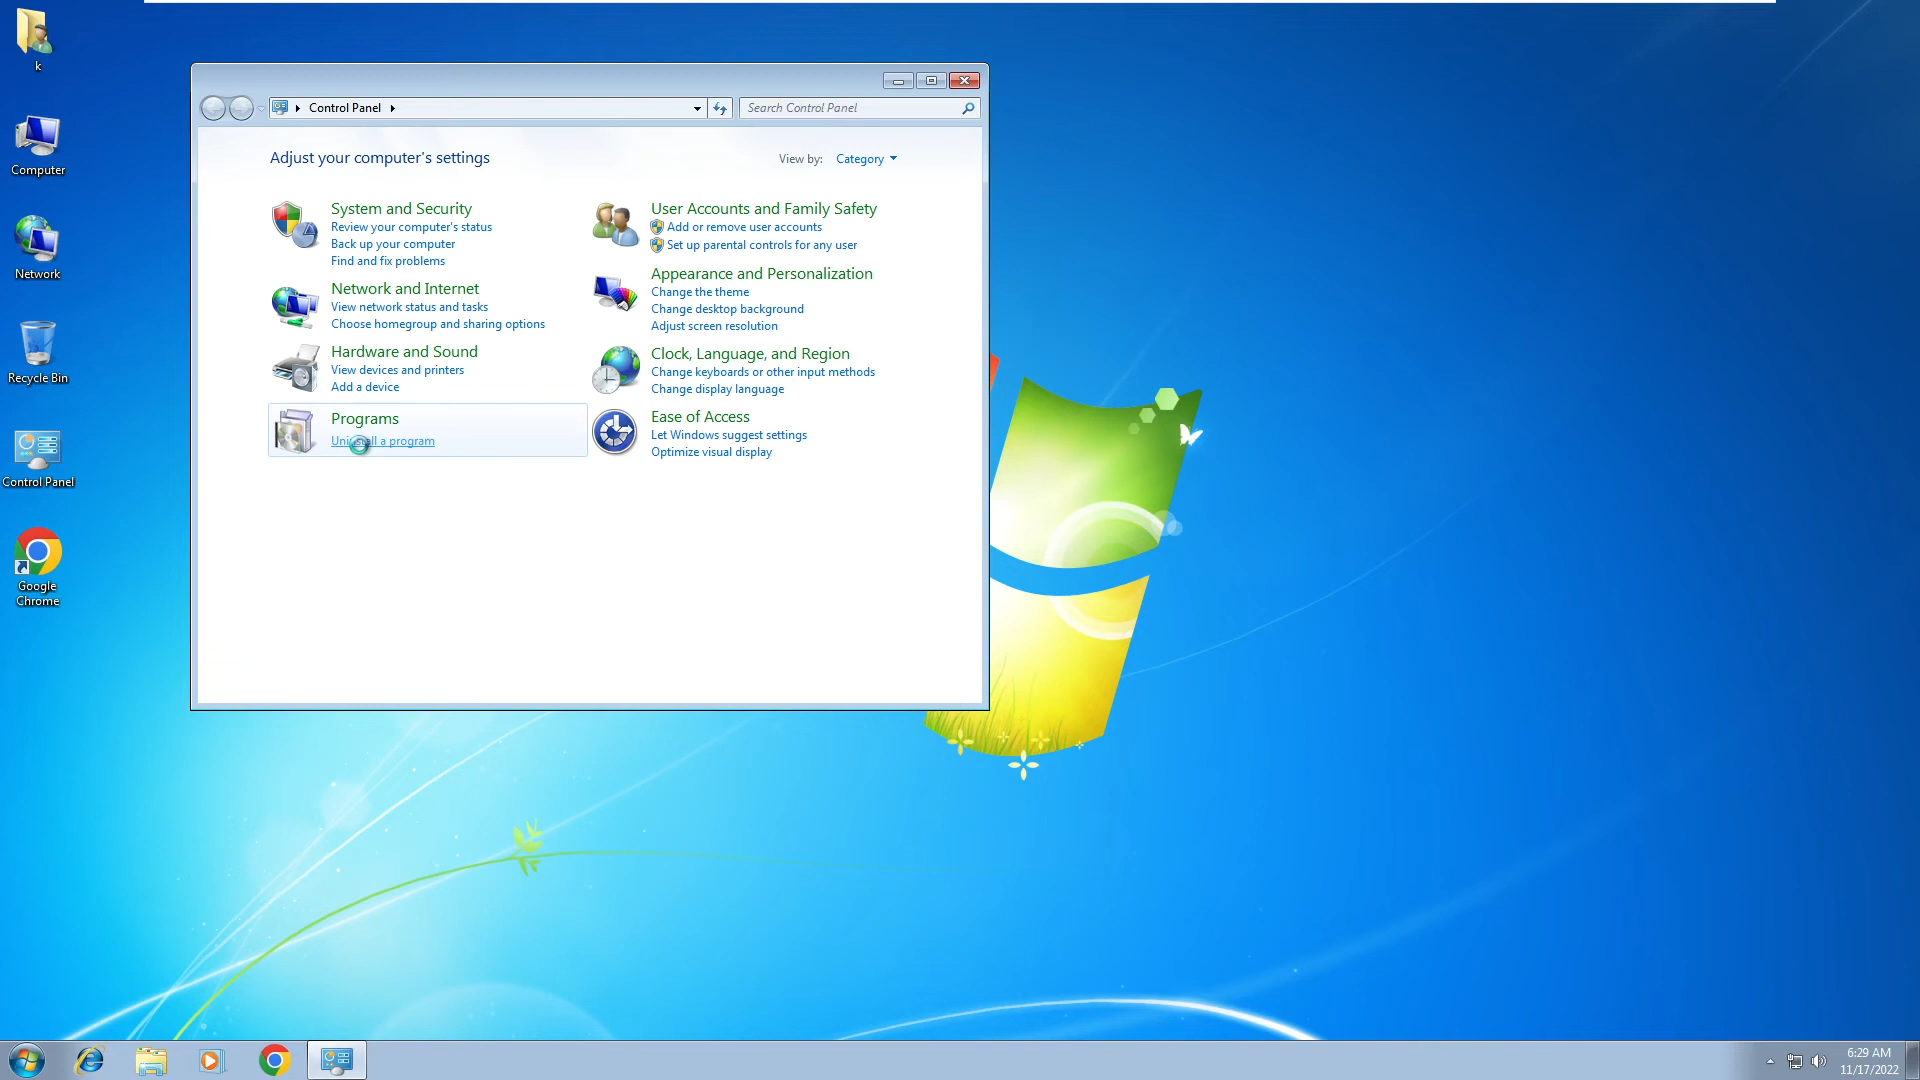 k
Computer
Network
Recycle Bin
Control Panel
Google
Chrome
Control Panel
Search Control Panel
Adjust your computer's settings
View by: Category
System and Security
Review your computer's status
Back up your computer
Find and fix problems
Network and Internet
View network status and tasks
Choose homegroup and sharing options
Hardware and Sound
View devices and printers
Add a device
Programs
Uninstall a program
User Accounts and Family Safety
Add or remove user accounts
Set up parental controls for any user
Appearance and Personalization
Change the theme
Change desktop background
Adjust screen resolution
Clock, Language, and Region
Change keyboards or other input methods
Change display language
Ease of Access
Let Windows suggest settings
Optimize visual display
6:29 AM
11/17/2022